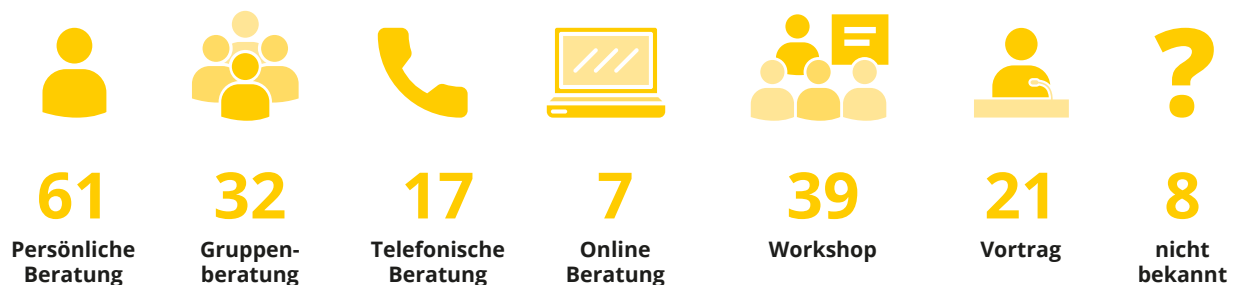 ?
61
Persönliche
Beratung
32
Gruppen-
beratung
17
Telefonische
Beratung
7
Online
Beratung
39
Workshop
21
Vortrag
8
nicht
bekannt